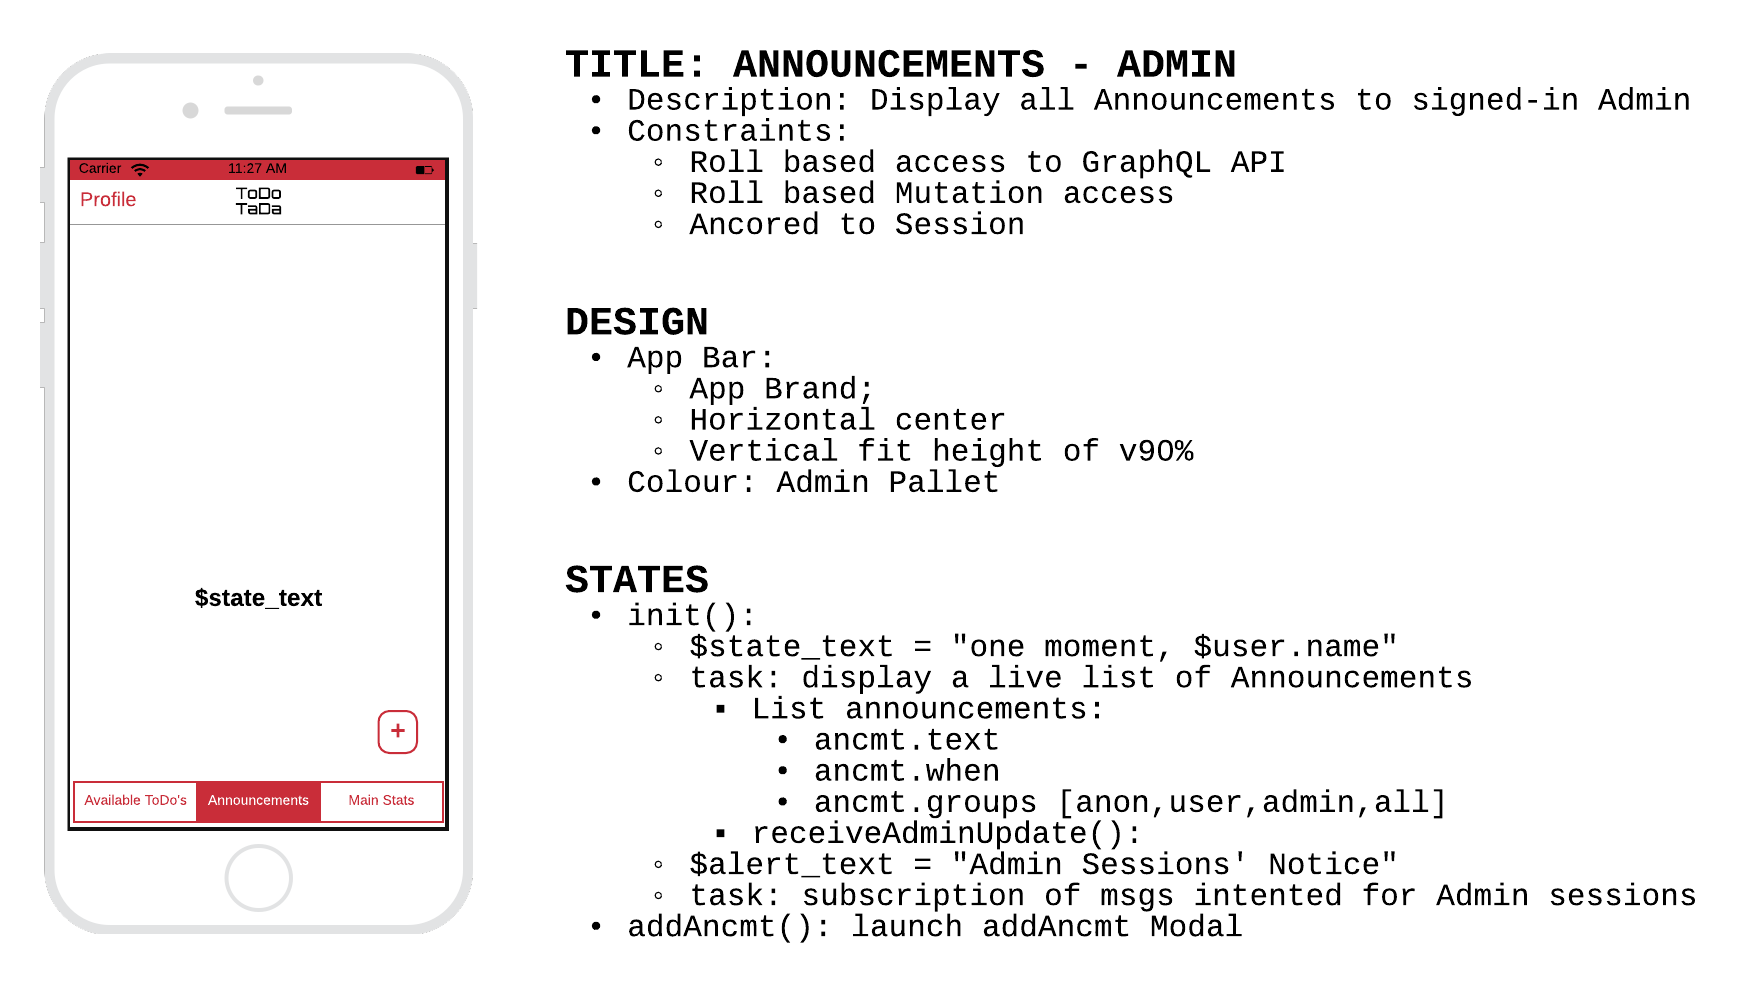 Carrier 11:27 AM
Profile
ToDo
TaDa
$state_text
+
Available ToDo's Announcements Main Stats
TITLE: ANNOUNCEMENTS - ADMIN
• Description: Display all Announcements to signed-in Admin
• Constraints:
◦ Roll based access to GraphQL API
◦ Roll based Mutation access
◦ Ancored to Session
DESIGN
• App Bar:
◦ App Brand;
◦ Horizontal center
◦ Vertical fit height of v90%
• Colour: Admin Pallet
STATES
• init():
◦ $state_text = "one moment, $user.name"
◦ task: display a live list of Announcements
▪ List announcements:
• ancmt.text
• ancmt.when
• ancmt.groups [anon,user,admin,all]
▪ receiveAdminUpdate():
◦ $alert_text = "Admin Sessions' Notice"
◦ task: subscription of msgs intented for Admin sessions
• addAncmt(): launch addAncmt Modal